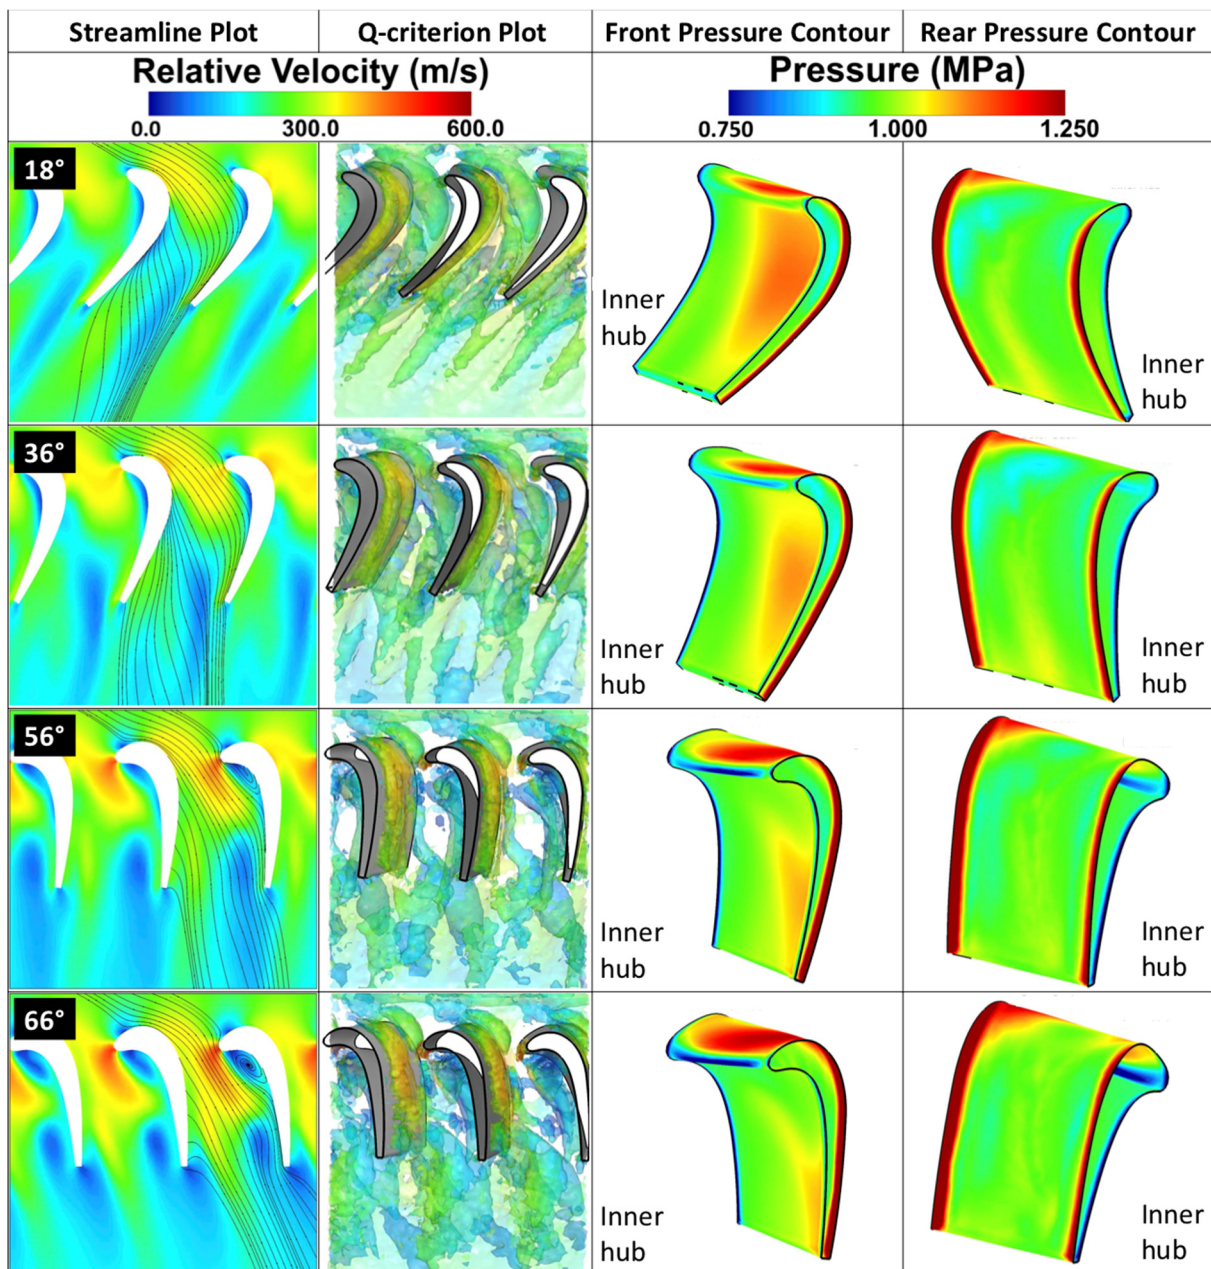 Streamline Plot
Q-criterion Plot
Front Pressure Contour
Rear Pressure Contour
Relative Velocity (m/s)
0.0
300.0
600.0
Pressure (MPa)
0.750
1.000
1.250
18°
Inner
hub
Inner
hub
36°
Inner
hub
Inner
hub
56°
Inner
hub
Inner
hub
66°
Inner
hub
Inner
hub